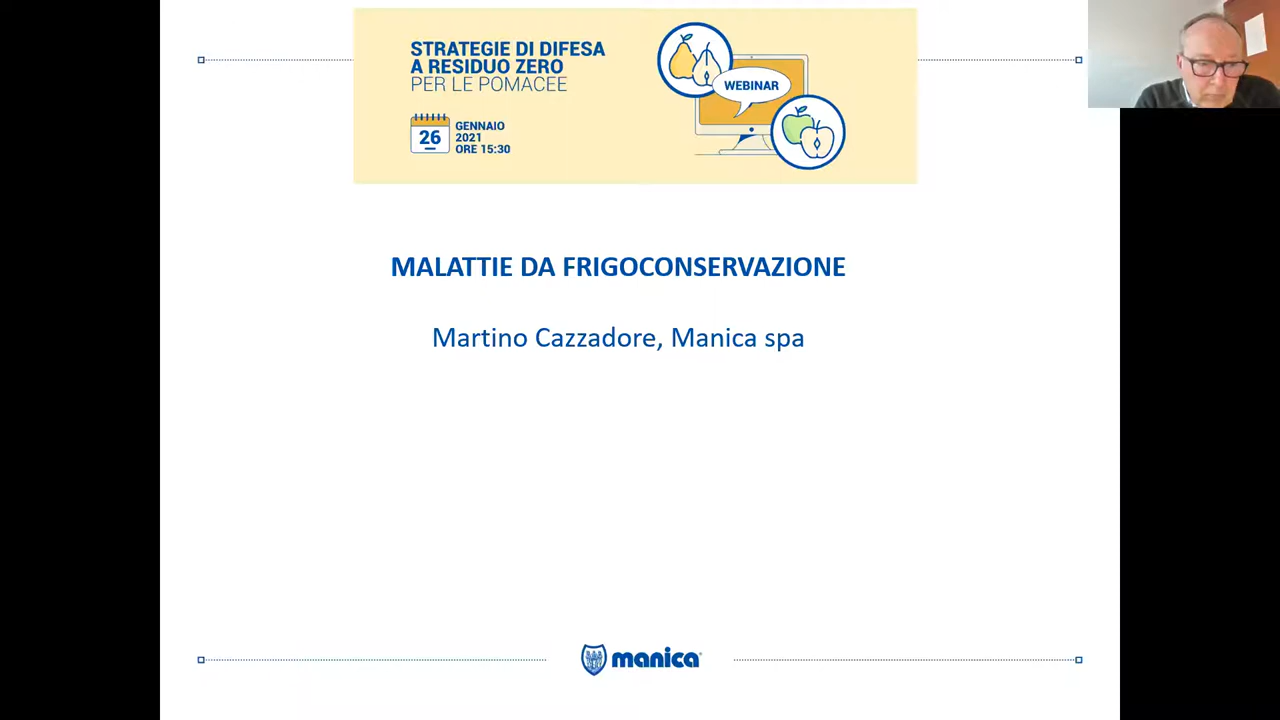 STRATEGIE DI DIFESA
A RESIDUO ZERO
PER LE POMACEE
26
GENNAIO
2021
ORE 15:30
WEBINAR
MALATTIE DA FRIGOCONSERVAZIONE
Martino Cazzadore, Manica spa
manica